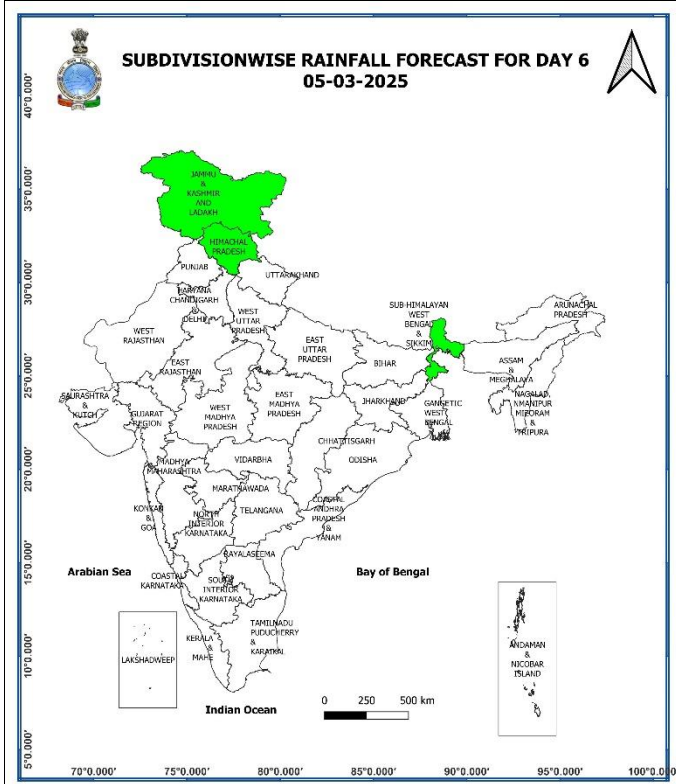 SUBDIVISIONWISE RAINFALL FORECAST FOR DAY 6
05-03-2025
40°0.000'
35°0.000'
30°0.000'
25°0.000'
20°0.000'
15°0.000'
10°0.000'
5°0.000'
JAMMU
&
KASHMIR
AND
LADAKH
HIMACHAL
PRADESH
PUNJAB
UTTARAKHAND
HARYANA
CHANDIGARH
&
DELHI
WEST
UTTAR
PRADESH
WEST
RAJASTHAN
EAST
RAJASTHAN
EAST
UTTAR
PRADESH
SUB-HIMALAYAN
WEST
BENGAL
&
SIKKIM
ARUNACHAL
PRADESH
BIHAR
ASSAM
&
MEGHALAYA
NAGALAD,
MNANIPUR
MIZORAM
&
TRIPURA
SAURASHTRA
&
KUTCH
GUJARAT
REGION
WEST
MADHYA
PRADESH
EAST
MADHYA
PRADESH
JHARKHAND
GANGETIC
WEST
BENGAL
CHHATTISGARH
ODISHA
MADHYA
MAHARSHTRA
VIDARBHA
MARATHAWADA
KONKAN
&
GOA
NORTH
INTERIOR
KARNATAKA
TELANGANA
COASTAL
ANDHRA
PRADESH
&
YANAM
RAYALASEEMA
Arabian Sea
Bay of Bengal
COASTAL
KARNATAKA
SOUTH
INTERIOR
KARNATAKA
TAMILNADU
PUDUCHERRY
&
KARAIKAL
KERALA
&
MAHE
LAKSHADWEEP
ANDAMAN
&
NICOBAR
ISLAND
Indian Ocean
0 250 500 km
70°0.000' 75°0.000' 80°0.000' 85°0.000' 90°0.000' 95°0.000' 100°0.000'